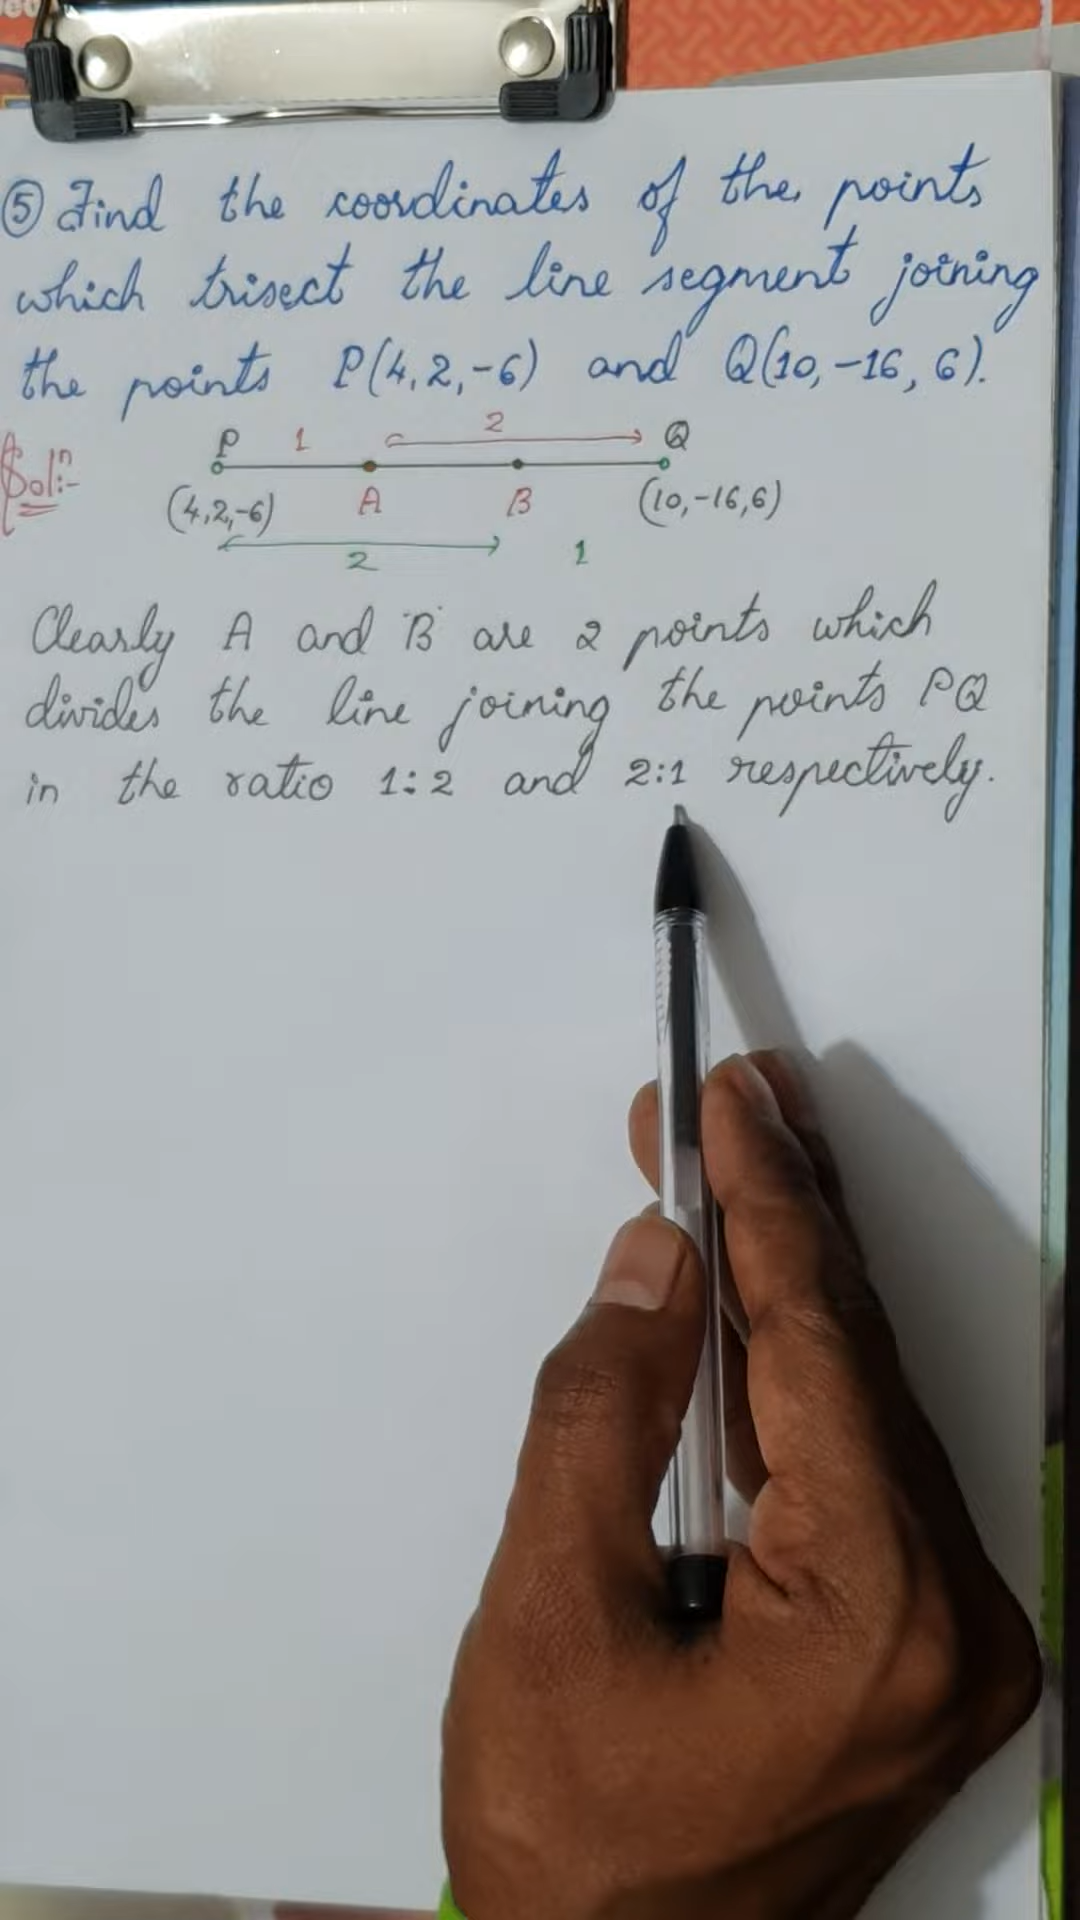 ⑤ Find the coordinates of the points
which trisect the line segment joining
the points P(4,2,-6) and Q(10,-16,6).
Solⁿ:-
P 1 2 Q
(4,2,-6) A B (10,-16,6)
2 1
Clearly A and B are 2 points which
divides the line joining the points PQ
in the ratio 1:2 and 2:1 respectively.